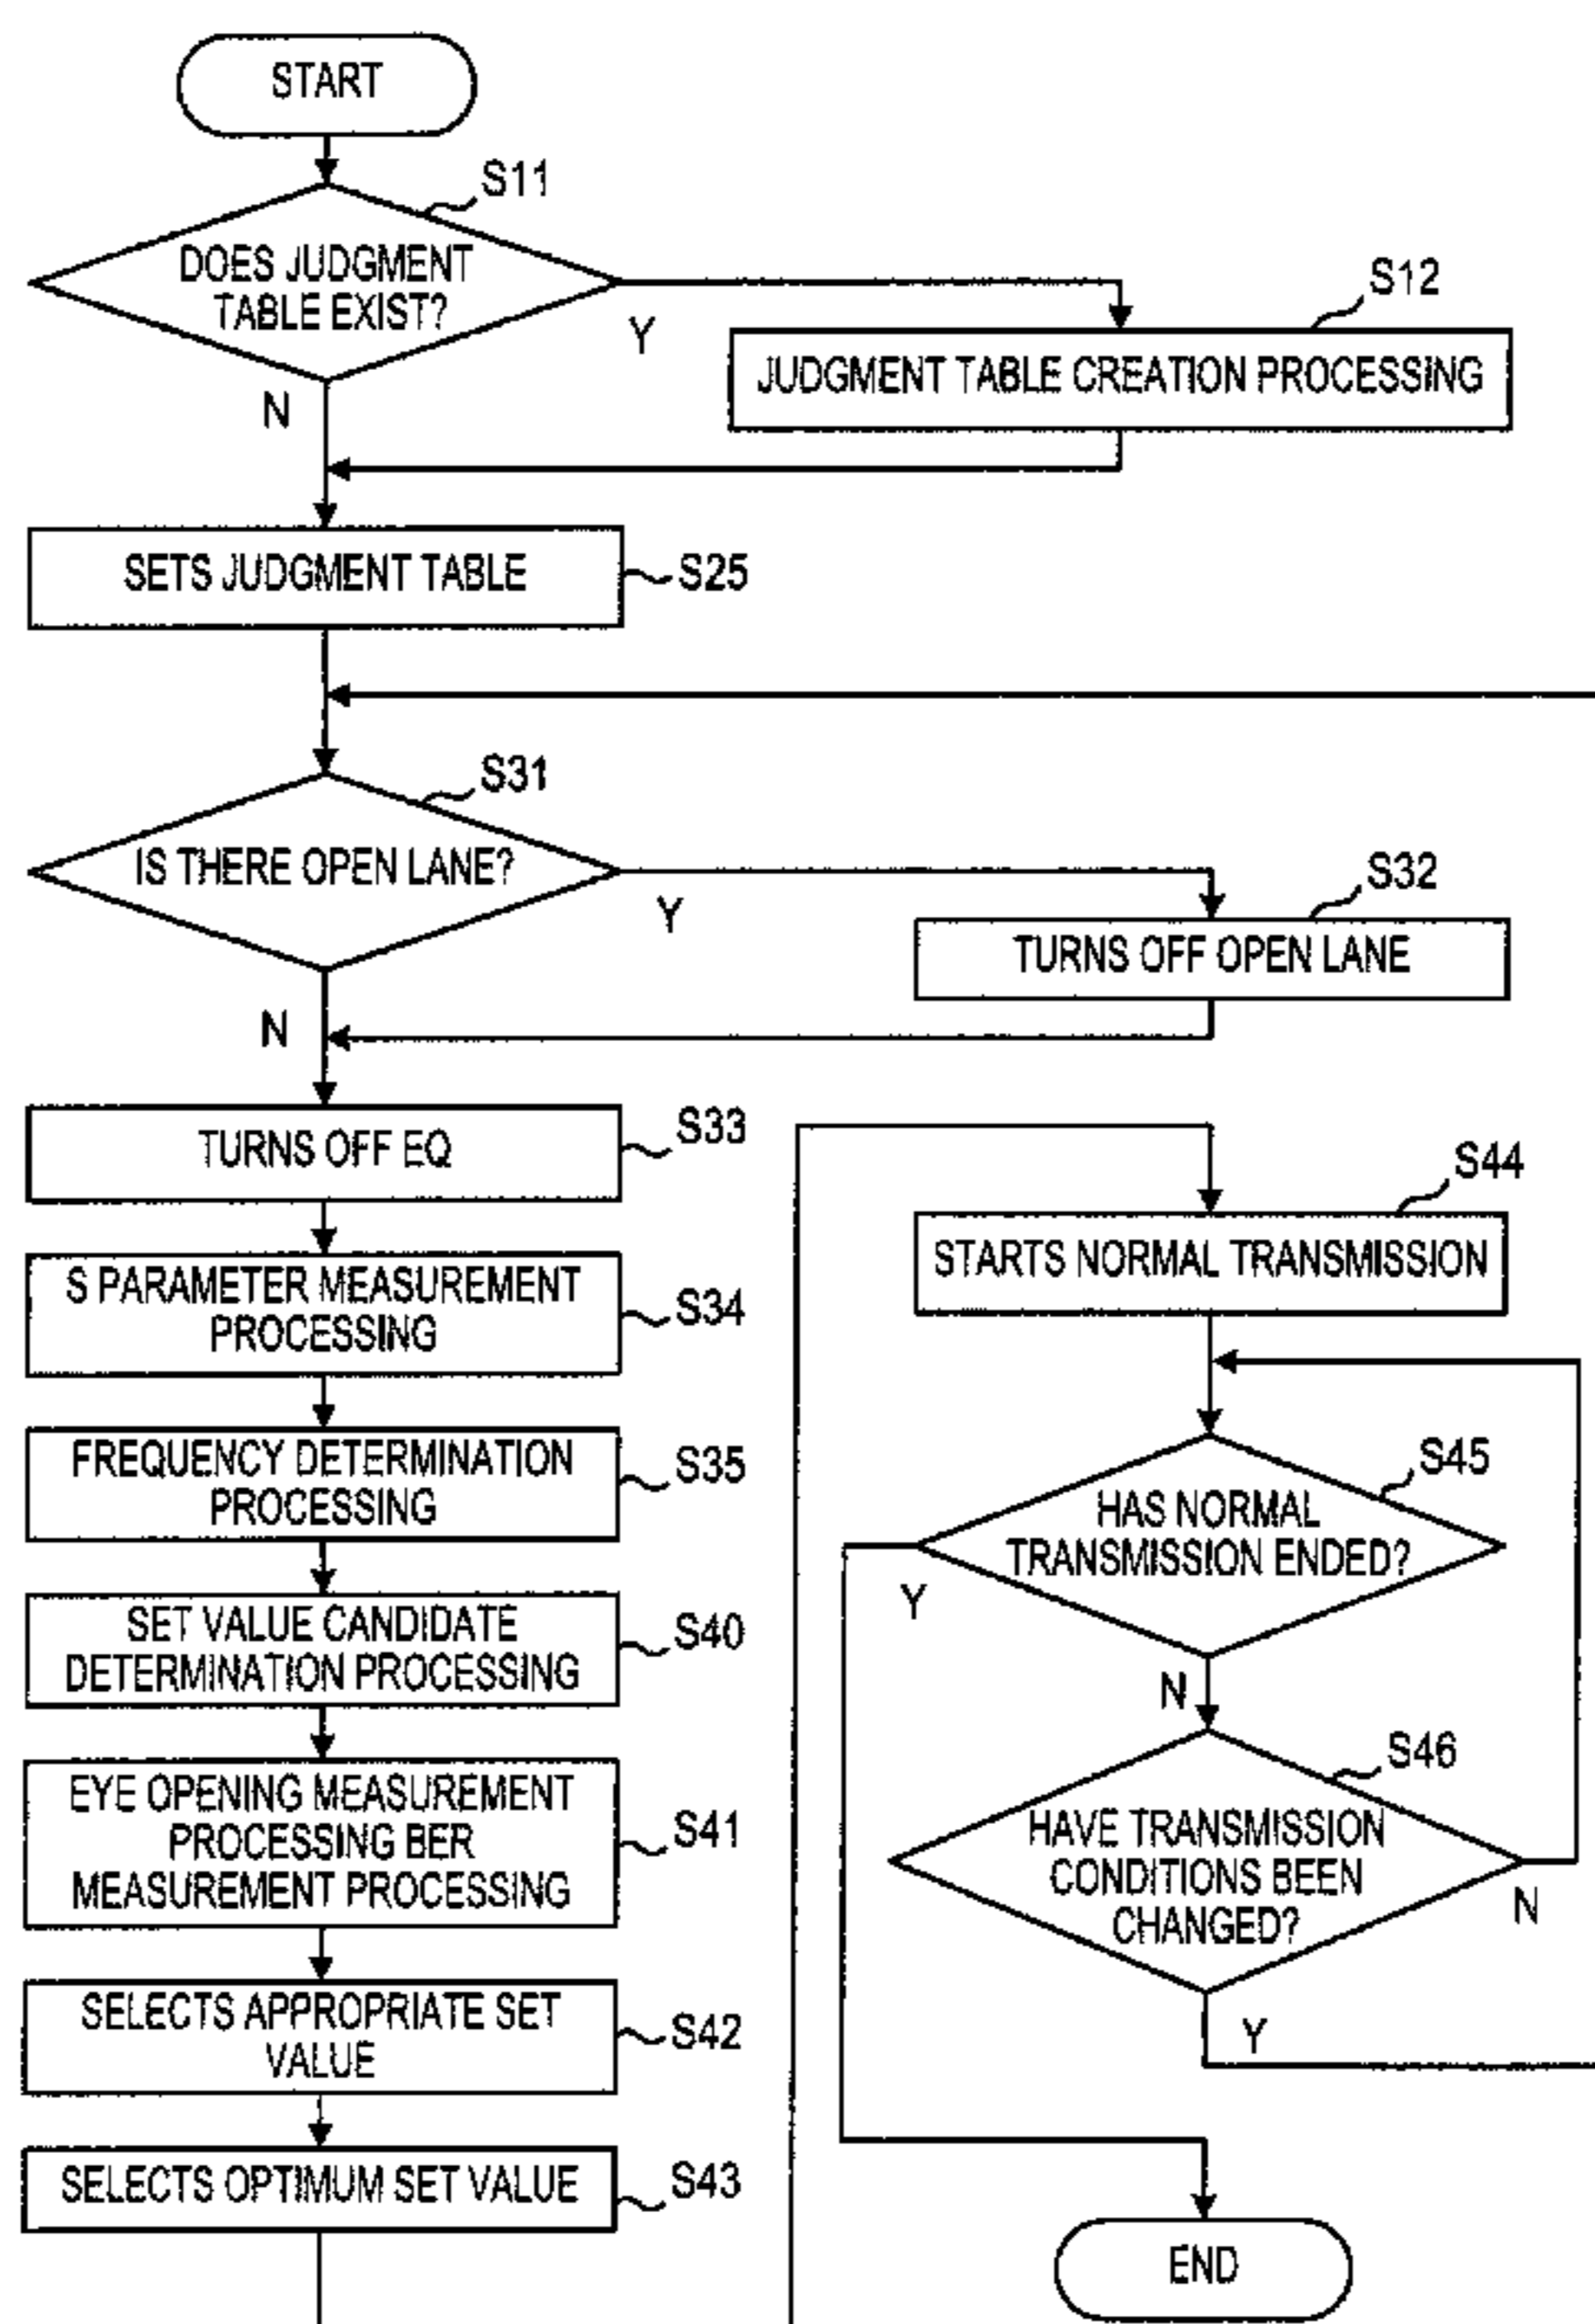 START
S11
DOES JUDGMENT
TABLE EXIST?
Y
N
S12
JUDGMENT TABLE CREATION PROCESSING
SETS JUDGMENT TABLE
S25
S31
IS THERE OPEN LANE?
Y
N
S32
TURNS OFF OPEN LANE
TURNS OFF EQ
S33
S PARAMETER MEASUREMENT
PROCESSING
S34
FREQUENCY DETERMINATION
PROCESSING
S35
SET VALUE CANDIDATE
DETERMINATION PROCESSING
S40
EYE OPENING MEASUREMENT
PROCESSING BER
MEASUREMENT PROCESSING
S41
SELECTS APPROPRIATE SET
VALUE
S42
SELECTS OPTIMUM SET VALUE
S43
S44
STARTS NORMAL TRANSMISSION
S45
HAS NORMAL
TRANSMISSION ENDED?
Y
N
S46
HAVE TRANSMISSION
CONDITIONS BEEN
CHANGED?
N
Y
END